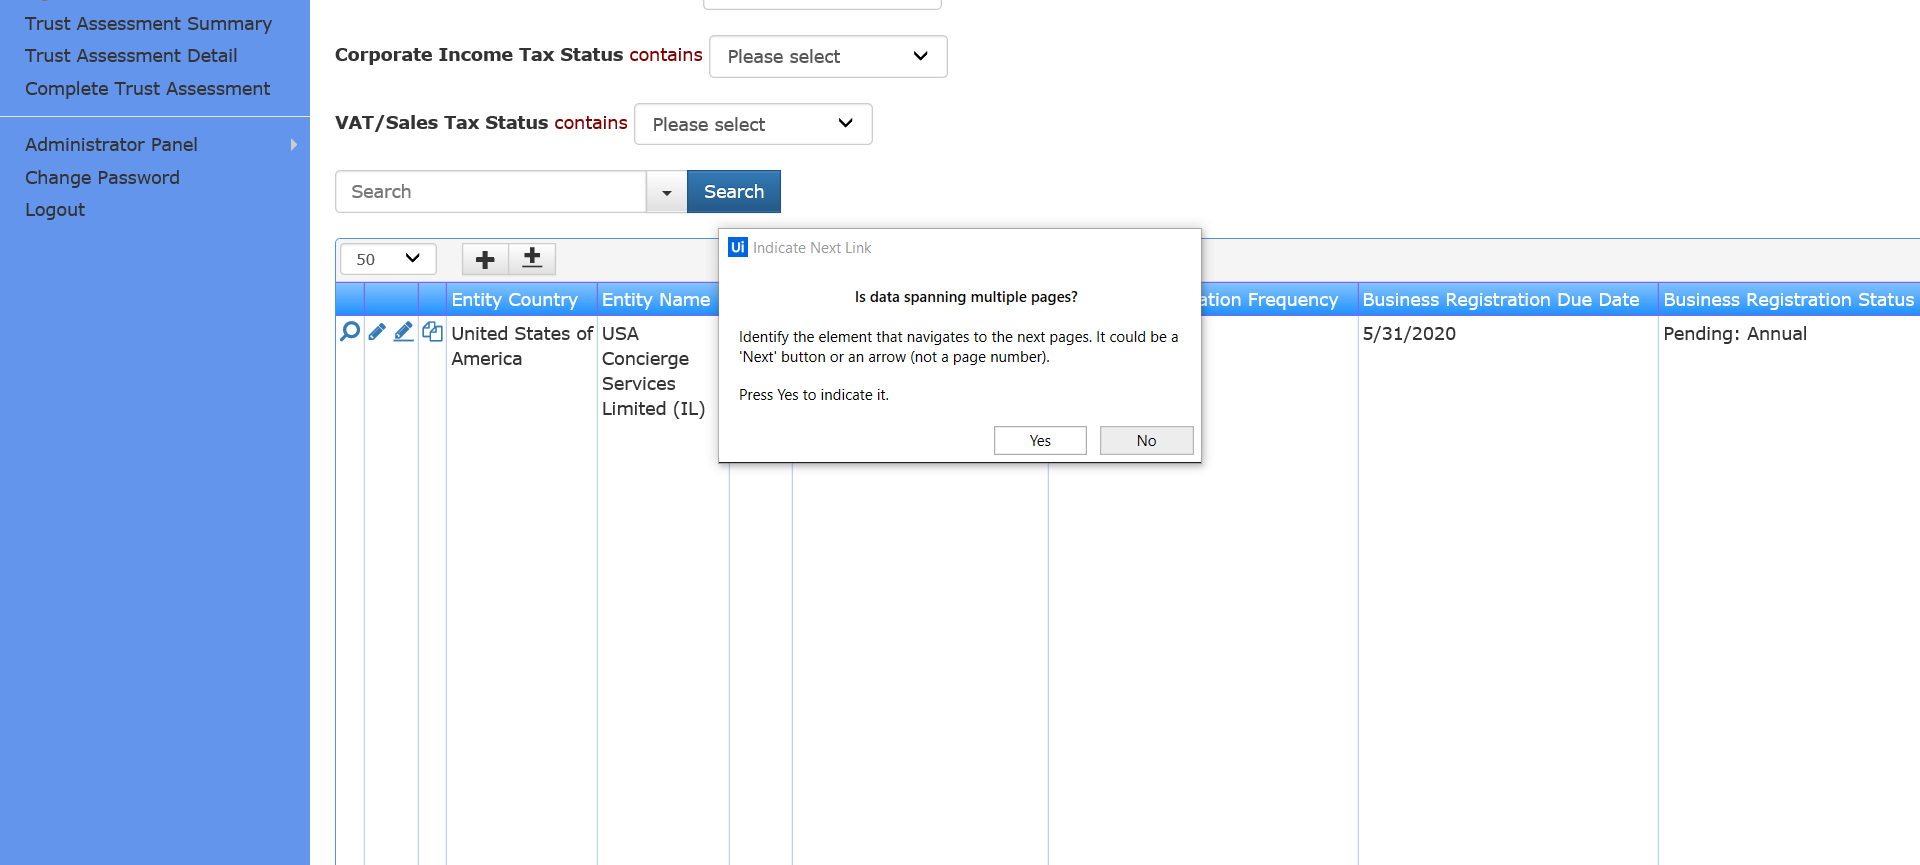 Trust Assessment Summary
Trust Assessment Detail
Complete Trust Assessment
Administrator Panel
Change Password
Logout
Corporate Income Tax Status contains Please select
VAT/Sales Tax Status contains Please select
Search Search
50
Ui Indicate Next Link
Is data spanning multiple pages?
Identify the element that navigates to the next pages. It could be a
'Next' button or an arrow (not a page number).
Press Yes to indicate it.
Yes No
Entity Country Entity Name Frequency Business Registration Due Date Business Registration Status
United States of
America
USA
Concierge
Services
Limited (IL)
5/31/2020
Pending: Annual